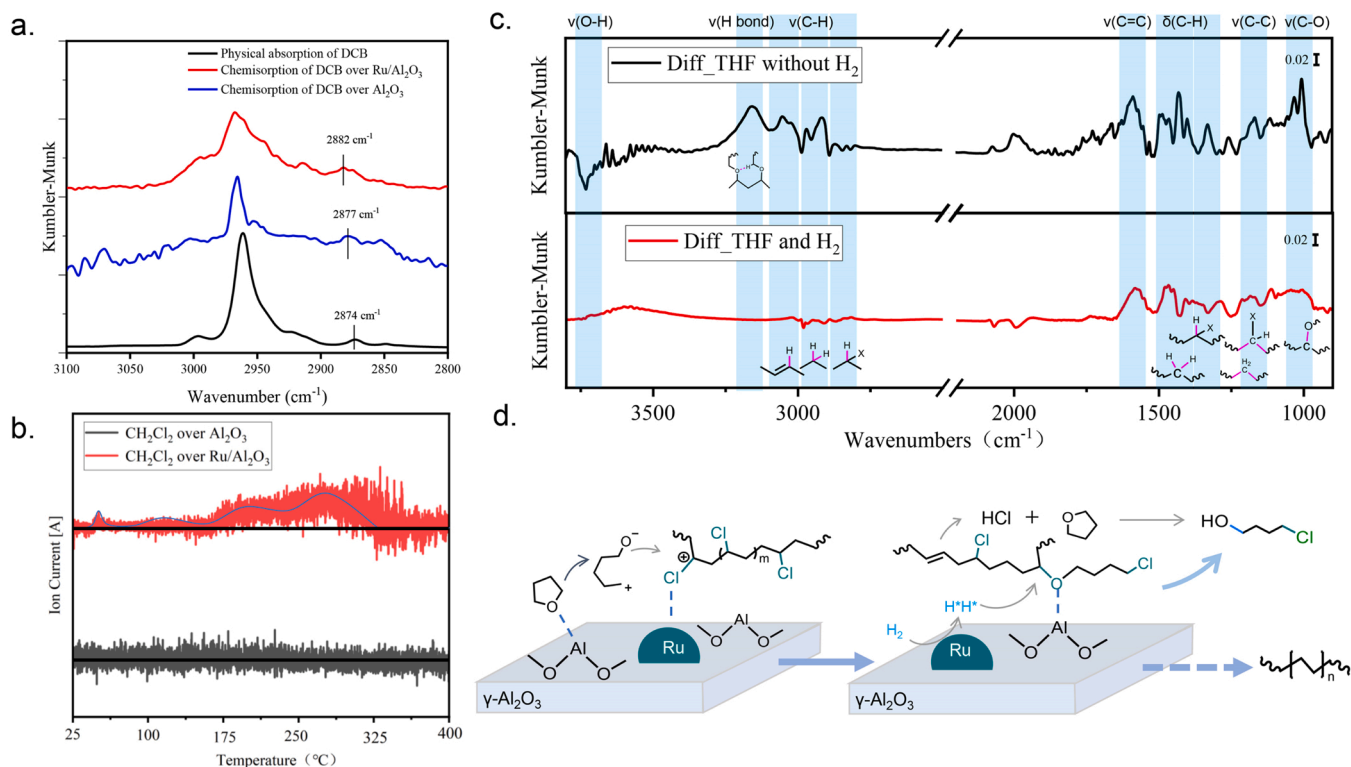 a.
Kumbler-Munk
Physical absorption of DCB
Chemisorption of DCB over Ru/Al₂O₃
Chemisorption of DCB over Al₂O₃
2882 cm⁻¹
2877 cm⁻¹
2874 cm⁻¹
3100 3050 3000 2950 2900 2850 2800
Wavenumber (cm⁻¹)
b.
Ion Current [A]
CH₂Cl₂ over Al₂O₃
CH₂Cl₂ over Ru/Al₂O₃
25 100 175 250 325 400
Temperature (℃)
c.
ν(O-H) ν(H bond) ν(C-H) ν(C=C) δ(C-H) ν(C-C) ν(C-O)
Kumbler-Munk
Diff_THF without H₂
0.02
H
O O
Kumbler-Munk
Diff_THF and H₂
0.02
H H H H X
H X X H O
C C
H H H₂
C C
3500 3000 2000 1500 1000
Wavenumbers (cm⁻¹)
d.
O
O⁻
+
Cl Cl
⊕
m
Cl
Al
O O
Ru
Al
O O
γ-Al₂O₃
HCl + O
HO
Cl
Cl
Cl
O
H*H*
H₂
Ru
Al
O O
γ-Al₂O₃
n